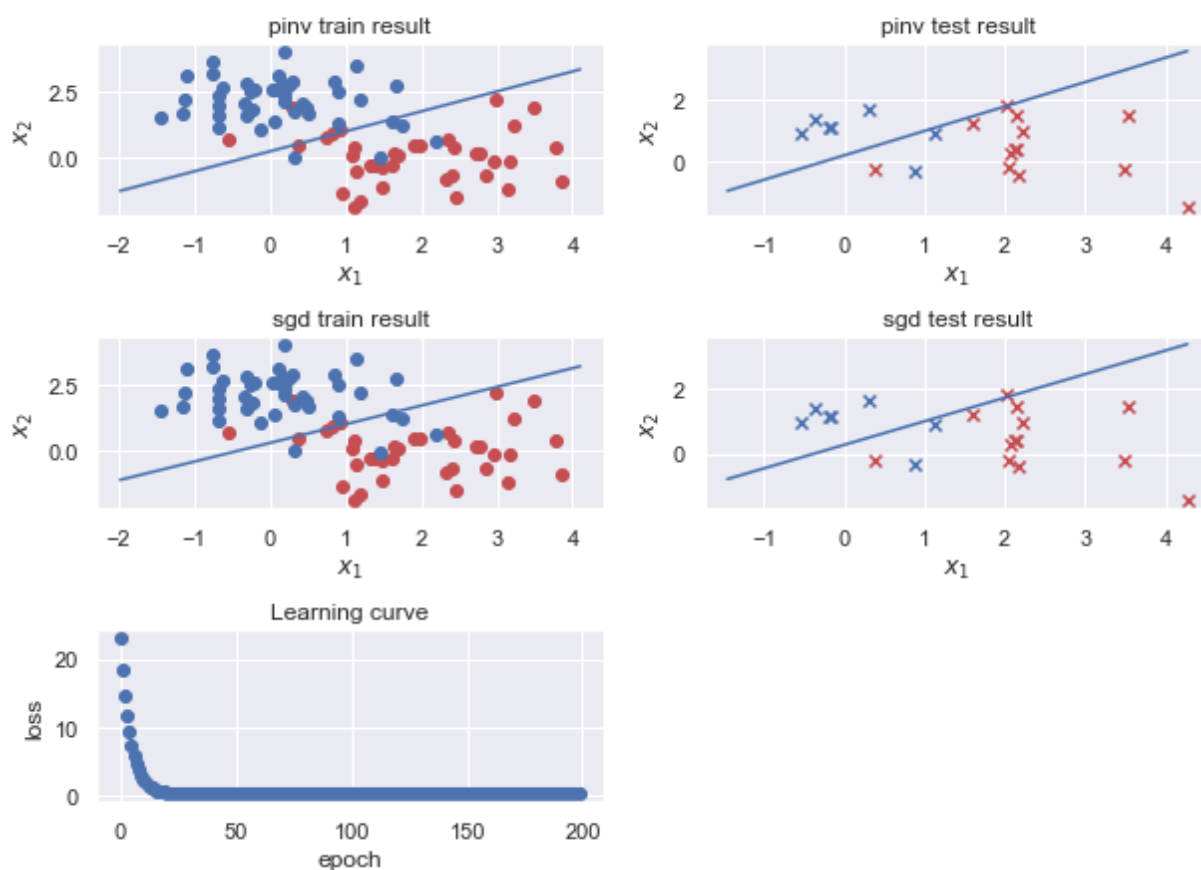 pinv train result
2.5
0.0
x₂
−2 −1 0 1 2 3 4
x₁
pinv test result
2
0
x₂
−1 0 1 2 3 4
x₁
sgd train result
2.5
0.0
x₂
−2 −1 0 1 2 3 4
x₁
sgd test result
2
0
x₂
−1 0 1 2 3 4
x₁
Learning curve
20
10
0
loss
0 50 100 150 200
epoch